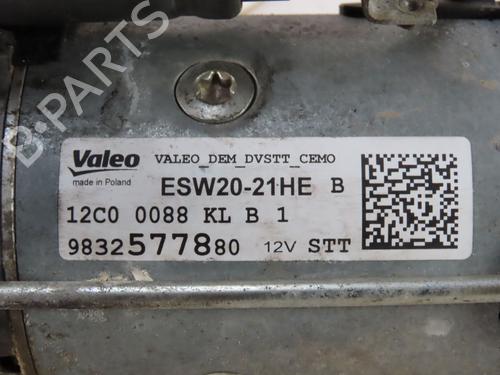 B-PARTS
Valeo
made in Poland
VALEO_DEM_DVSTT_CEMO
ESW20-21HE B
12C0 0088 KL B 1
9832577880 12V STT